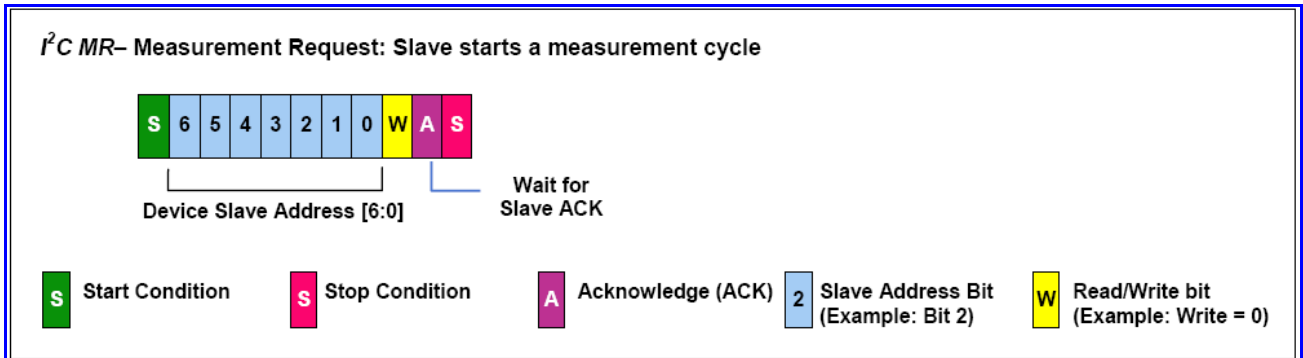 I²C MR– Measurement Request: Slave starts a measurement cycle
S 6 5 4 3 2 1 0 W A S
Device Slave Address [6:0]
Wait for
Slave ACK
S Start Condition
S Stop Condition
A Acknowledge (ACK)
2 Slave Address Bit
(Example: Bit 2)
W Read/Write bit
(Example: Write = 0)